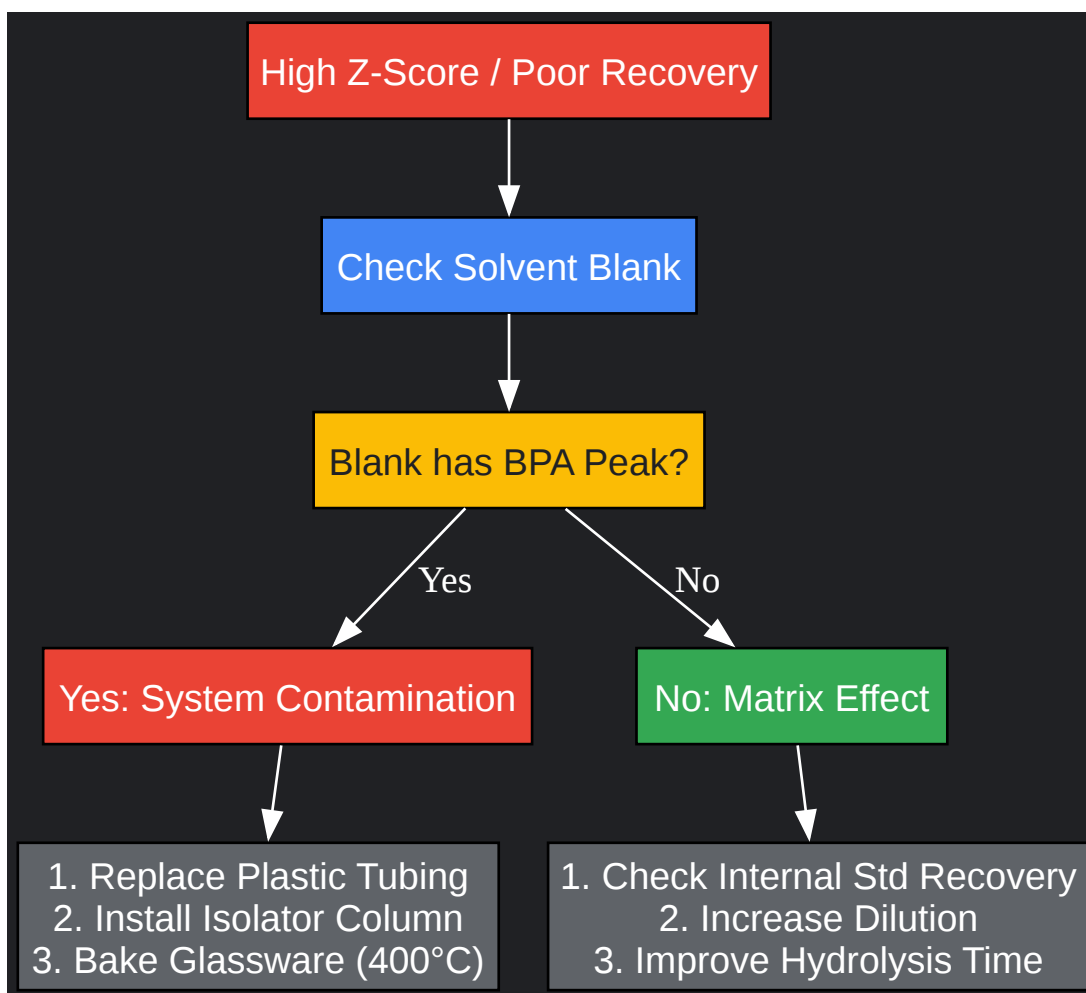 High Z-Score / Poor Recovery
Check Solvent Blank
Blank has BPA Peak?
Yes
No
Yes: System Contamination
No: Matrix Effect
1. Replace Plastic Tubing
2. Install Isolator Column
3. Bake Glassware (400°C)
1. Check Internal Std Recovery
2. Increase Dilution
3. Improve Hydrolysis Time